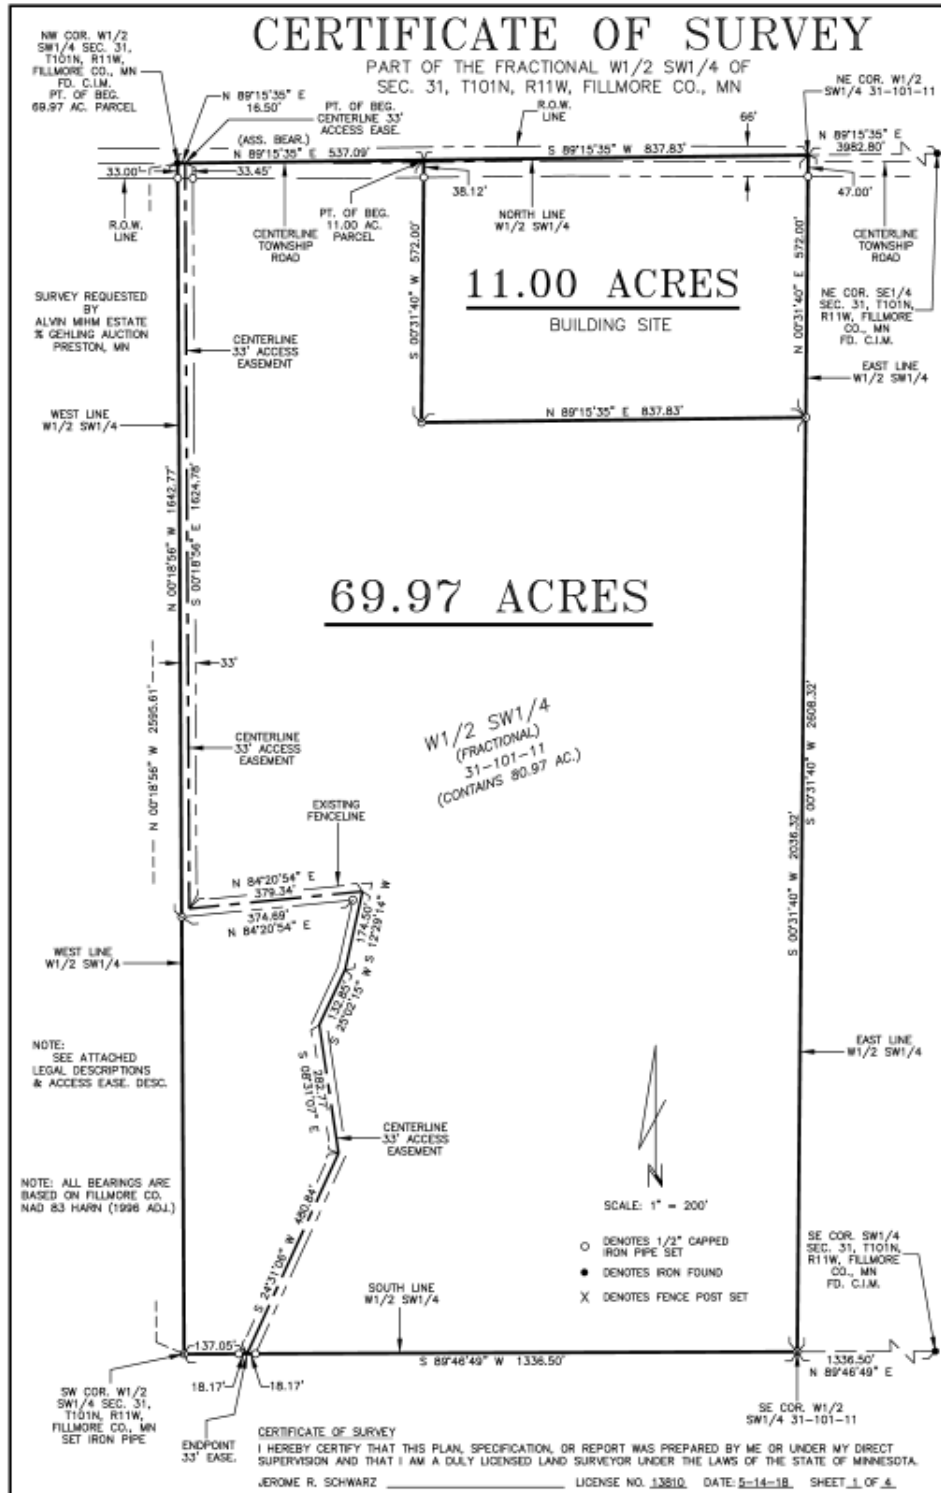 CERTIFICATE OF SURVEY
PART OF THE FRACTIONAL W1/2 SW1/4 OF
SEC. 31, T101N, R11W, FILLMORE CO., MN
NW COR. W1/2
SW1/4 SEC. 31,
T101N, R11W,
FILLMORE CO., MN
FD. C.I.M.
PT. OF BEG.
69.97 AC. PARCEL
N 89°15'35" E
16.50'
PT. OF BEG.
CENTERLINE 33'
ACCESS EASE.
R.O.W.
LINE
66'
NE COR. W1/2
SW1/4 31-101-11
N 89°15'35" E
3982.80'
(ASS. BEAR.)
N 89°15'35" E 537.09'
S 89°15'35" W 837.83'
33.00'
33.45'
38.12'
47.00'
R.O.W.
LINE
CENTERLINE
TOWNSHIP
ROAD
PT. OF BEG.
11.00 AC.
PARCEL
NORTH LINE
W1/2 SW1/4
CENTERLINE
TOWNSHIP
ROAD
S 00°31'40" W 572.00'
11.00 ACRES
BUILDING SITE
N 00°31'40" E 572.00'
NE COR. SE1/4
SEC. 31, T101N,
R11W, FILLMORE
CO., MN
FD. C.I.M.
SURVEY REQUESTED
BY
ALVIN MIHM ESTATE
% GEHLING AUCTION
PRESTON, MN
CENTERLINE
33' ACCESS
EASEMENT
EAST LINE
W1/2 SW1/4
WEST LINE
W1/2 SW1/4
N 89°15'35" E 837.83'
N 00°18'56" W 1642.77'
S 00°18'56" E 1624.78'
69.97 ACRES
33'
N 00°18'56" W 2595.61'
W1/2 SW1/4
(FRACTIONAL)
31-101-11
(CONTAINS 80.97 AC.)
S 00°31'40" W 2608.32'
S 00°31'40" W 2036.32'
CENTERLINE
33' ACCESS
EASEMENT
EXISTING
FENCELINE
N 84°20'54" E
379.34'
374.69'
N 84°20'54" E
174.50'
S 12°29'14" W
132.85'
S 25°02'15" W
WEST LINE
W1/2 SW1/4
NOTE:
SEE ATTACHED
LEGAL DESCRIPTIONS
& ACCESS EASE. DESC.
282.77'
S 08°31'07" E
EAST LINE
W1/2 SW1/4
CENTERLINE
33' ACCESS
EASEMENT
NOTE: ALL BEARINGS ARE
BASED ON FILLMORE CO.
NAD 83 HARN (1996 ADJ.)
S 24°31'06" W 480.84'
N
SCALE: 1" = 200'
O DENOTES 1/2" CAPPED
IRON PIPE SET
● DENOTES IRON FOUND
X DENOTES FENCE POST SET
SE COR. SW1/4
SEC. 31, T101N,
R11W, FILLMORE
CO., MN
FD. C.I.M.
SOUTH LINE
W1/2 SW1/4
137.05'
S 89°46'49" W 1336.50'
1336.50'
N 89°46'49" E
18.17'
18.17'
SW COR. W1/2
SW1/4 SEC. 31,
T101N, R11W,
FILLMORE CO., MN
SET IRON PIPE
ENDPOINT
33' EASE.
SE COR. W1/2
SW1/4 31-101-11
CERTIFICATE OF SURVEY
I HEREBY CERTIFY THAT THIS PLAN, SPECIFICATION, OR REPORT WAS PREPARED BY ME OR UNDER MY DIRECT
SUPERVISION AND THAT I AM A DULY LICENSED LAND SURVEYOR UNDER THE LAWS OF THE STATE OF MINNESOTA.
JEROME R. SCHWARZ LICENSE NO. 13810 DATE: 5-14-18 SHEET 1 OF 4